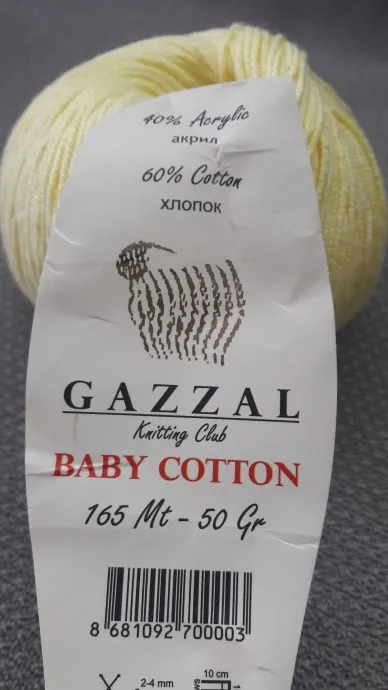 40% Acrylic
акрил
60% Cotton
хлопок
GAZZAL
Knitting Club
BABY COTTON
165 Mt - 50 Gr
8 681092 700003
2-4 mm
10 cm